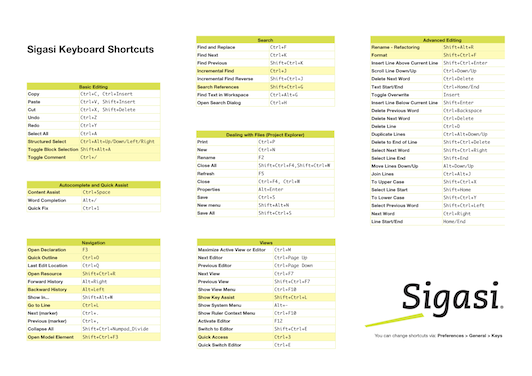 Sigasi Keyboard Shortcuts
Basic Editing
Copy Ctrl+C, Ctrl+Insert
Paste Ctrl+V, Shift+Insert
Cut Ctrl+X, Shift+Delete
Undo Ctrl+Z
Redo Ctrl+Y
Select All Ctrl+A
Structured Select Ctrl+Alt+Up/Down/Left/Right
Toggle Block Selection Shift+Alt+A
Toggle Comment Ctrl+/
Autocomplete and Quick Assist
Content Assist Ctrl+Space
Word Completion Alt+/
Quick Fix Ctrl+1
Navigation
Open Declaration F3
Quick Outline Ctrl+O
Last Edit Location Ctrl+Q
Open Resource Shift+Ctrl+R
Forward History Alt+Right
Backward History Alt+Left
Show In... Shift+Alt+W
Go to Line Ctrl+L
Next (marker) Ctrl+.
Previous (marker) Ctrl+,
Collapse All Shift+Ctrl+Numpad_Divide
Open Model Element Shift+Ctrl+F3
Search
Find and Replace Ctrl+F
Find Next Ctrl+K
Find Previous Shift+Ctrl+K
Incremental Find Ctrl+J
Incremental Find Reverse Shift+Ctrl+J
Search References Shift+Ctrl+G
Find Text in Workspace Ctrl+Alt+G
Open Search Dialog Ctrl+H
Dealing with Files (Project Explorer)
Print Ctrl+P
New Ctrl+N
Rename F2
Close All Shift+Ctrl+F4,Shift+Ctrl+W
Refresh F5
Close Ctrl+F4, Ctrl+W
Properties Alt+Enter
Save Ctrl+S
New menu Shift+Alt+N
Save All Shift+Ctrl+S
Views
Maximize Active View or Editor Ctrl+M
Next Editor Ctrl+Page Up
Previous Editor Ctrl+Page Down
Next View Ctrl+F7
Previous View Shift+Ctrl+F7
Show View Menu Ctrl+F10
Show Key Assist Shift+Ctrl+L
Show System Menu Alt+-
Show Ruler Context Menu Ctrl+F10
Activate Editor F12
Switch to Editor Shift+Ctrl+E
Quick Access Ctrl+3
Quick Switch Editor Ctrl+E
Advanced Editing
Rename - Refactoring Shift+Alt+R
Format Shift+Ctrl+F
Insert Line Above Current Line Shift+Ctrl+Enter
Scroll Line Down/Up Ctrl+Down/Up
Delete Next Word Ctrl+Delete
Text Start/End Ctrl+Home/End
Toggle Overwrite Insert
Insert Line Below Current Line Shift+Enter
Delete Previous Word Ctrl+Backspace
Delete Next Word Ctrl+Delete
Delete Line Ctrl+D
Duplicate Lines Ctrl+Alt+Down/Up
Delete to End of Line Shift+Ctrl+Delete
Select Next Word Shift+Ctrl+Right
Select Line End Shift+End
Move Lines Down/Up Alt+Down/Up
Join Lines Ctrl+Alt+J
To Upper Case Shift+Ctrl+X
Select Line Start Shift+Home
To Lower Case Shift+Ctrl+Y
Select Previous Word Shift+Ctrl+Left
Next Word Ctrl+Right
Line Start/End Home/End
Sigasi
You can change shortcuts via: Preferences > General > Keys